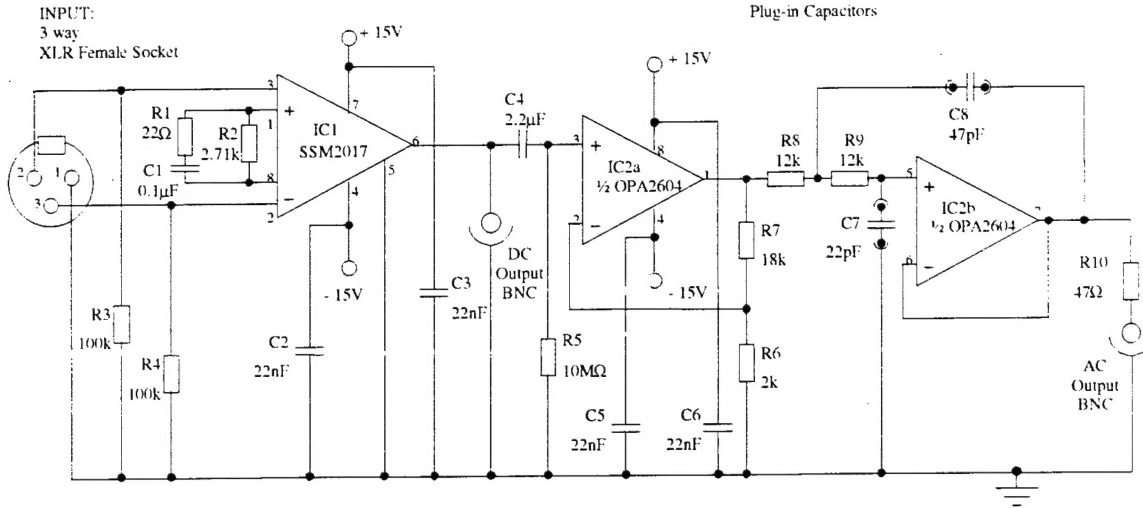 INPUT:
3 way
XLR Female Socket
Plug-in Capacitors
+ 15V
+ 15V
3
7
R1
22Ω
R2
2.71k
C1
0.1µF
1
8
2
+
−
IC1
SSM2017
6
5
4
2
1
3
- 15V
C4
2.2µF
3
8
+
IC2a
½ OPA2604
1
2
−
4
- 15V
R8
12k
R9
12k
C8
47pF
5
+
IC2b
½ OPA2604
7
6
−
C7
22pF
R7
18k
R10
47Ω
DC
Output
BNC
C3
22nF
R3
100k
R4
100k
C2
22nF
R5
10MΩ
R6
2k
C5
22nF
C6
22nF
AC
Output
BNC